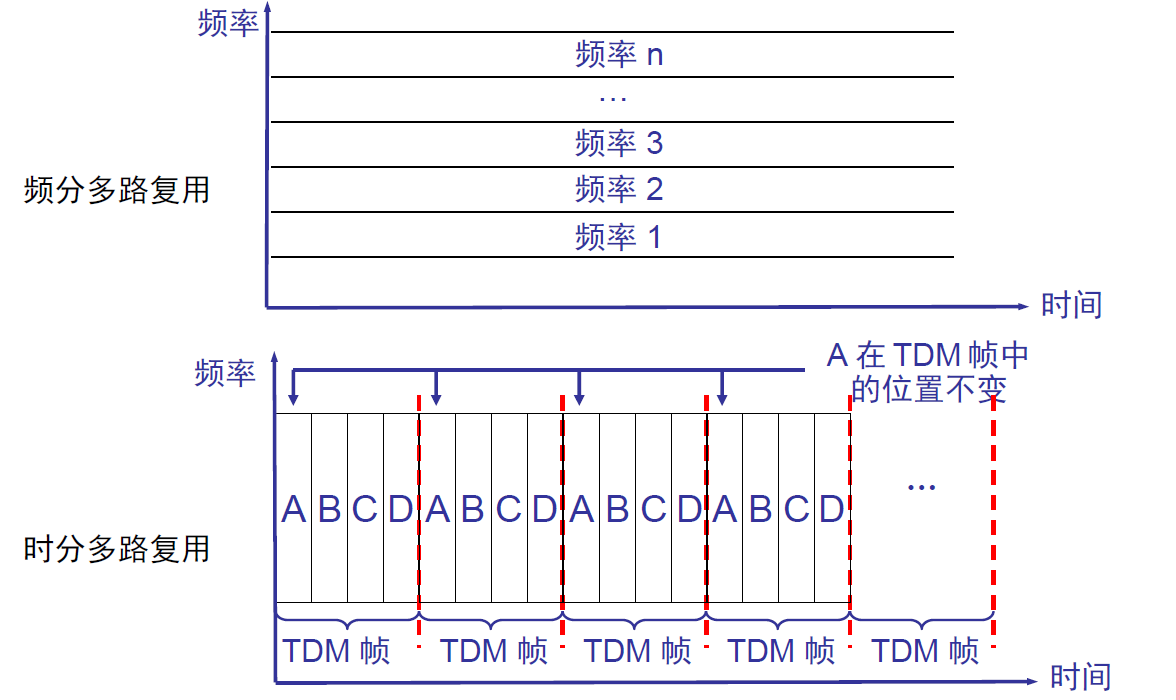 频率
频率 n
…
频率 3
频率 2
频率 1
频分多路复用
时间
频率
A 在 TDM 帧中
的位置不变
A B C D A B C D A B C D A B C D
…
时分多路复用
TDM 帧 TDM 帧 TDM 帧 TDM 帧 TDM 帧
时间